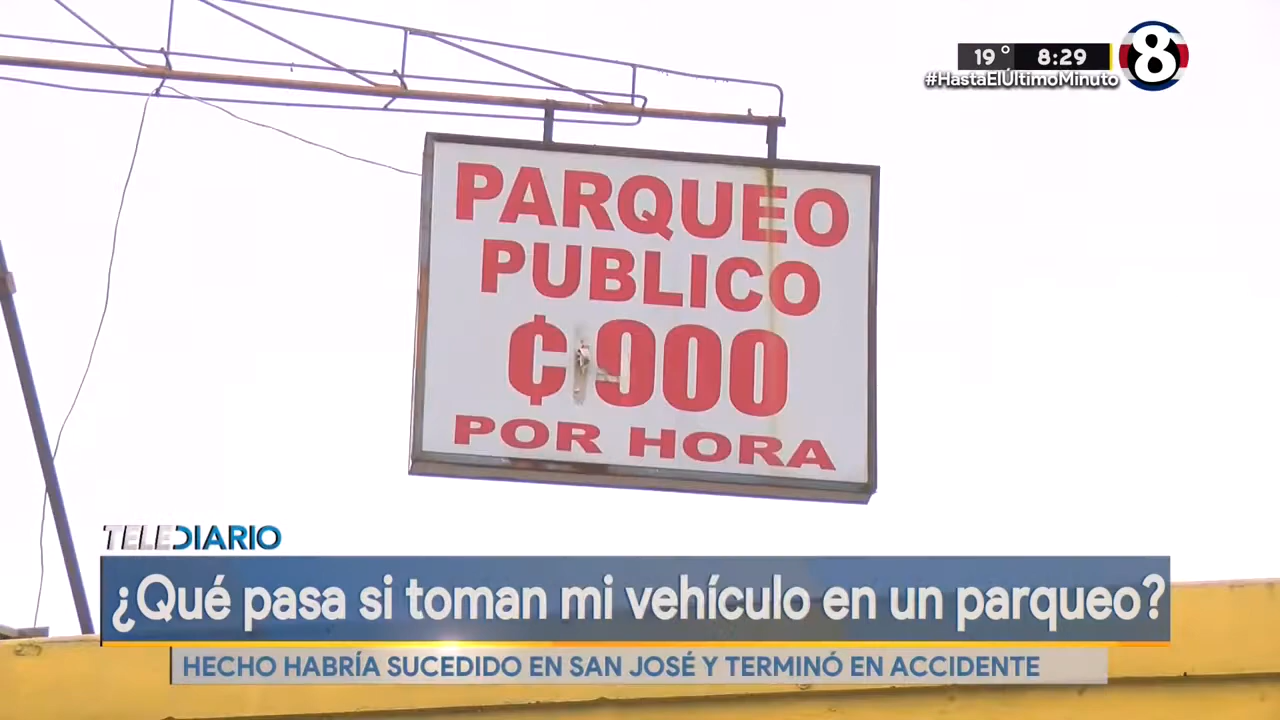 19° 8:29
8
#HastaElÚltimoMinuto
PARQUEO
PUBLICO
₡ 900
POR HORA
TELEDIARIO
¿Qué pasa si toman mi vehículo en un parqueo?
HECHO HABRÍA SUCEDIDO EN SAN JOSÉ Y TERMINÓ EN ACCIDENTE